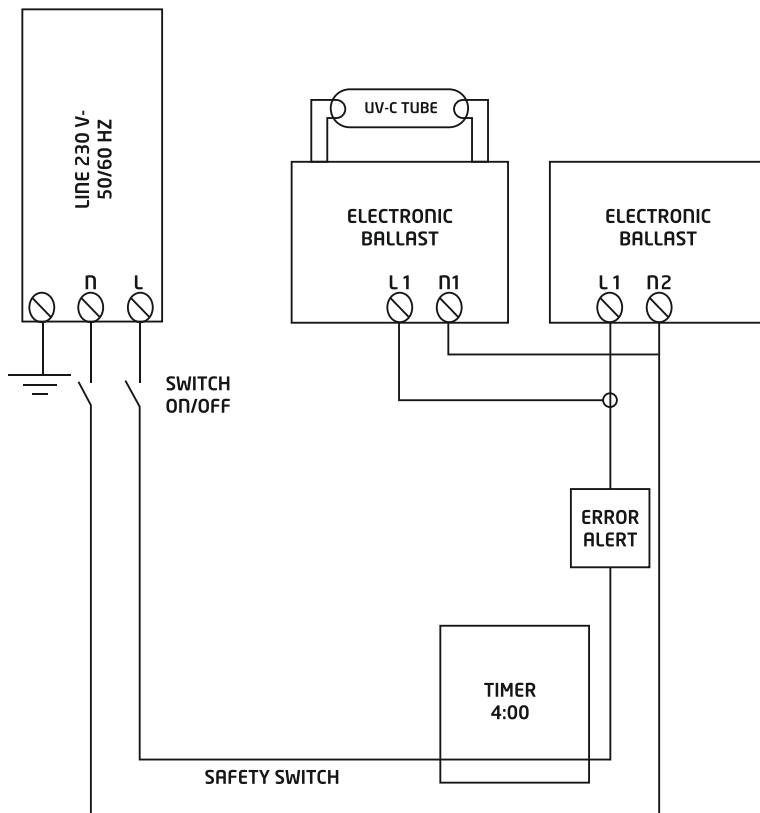 LINE 230 V-
50/60 HZ
N
L
SWITCH
ON/OFF
UV-C TUBE
ELECTRONIC
BALLAST
L1
N1
ELECTRONIC
BALLAST
L1
N2
ERROR
ALERT
TIMER
4:00
SAFETY SWITCH